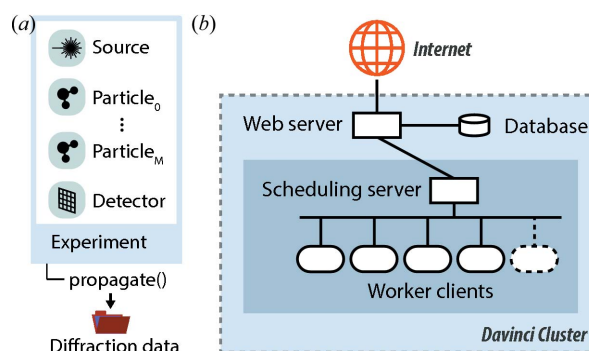 (a)
Source
Particle0
⋮
ParticleM
Detector
Experiment
propagate()
Diffraction data
(b)
Internet
Web server
Database
Scheduling server
Worker clients
Davinci Cluster